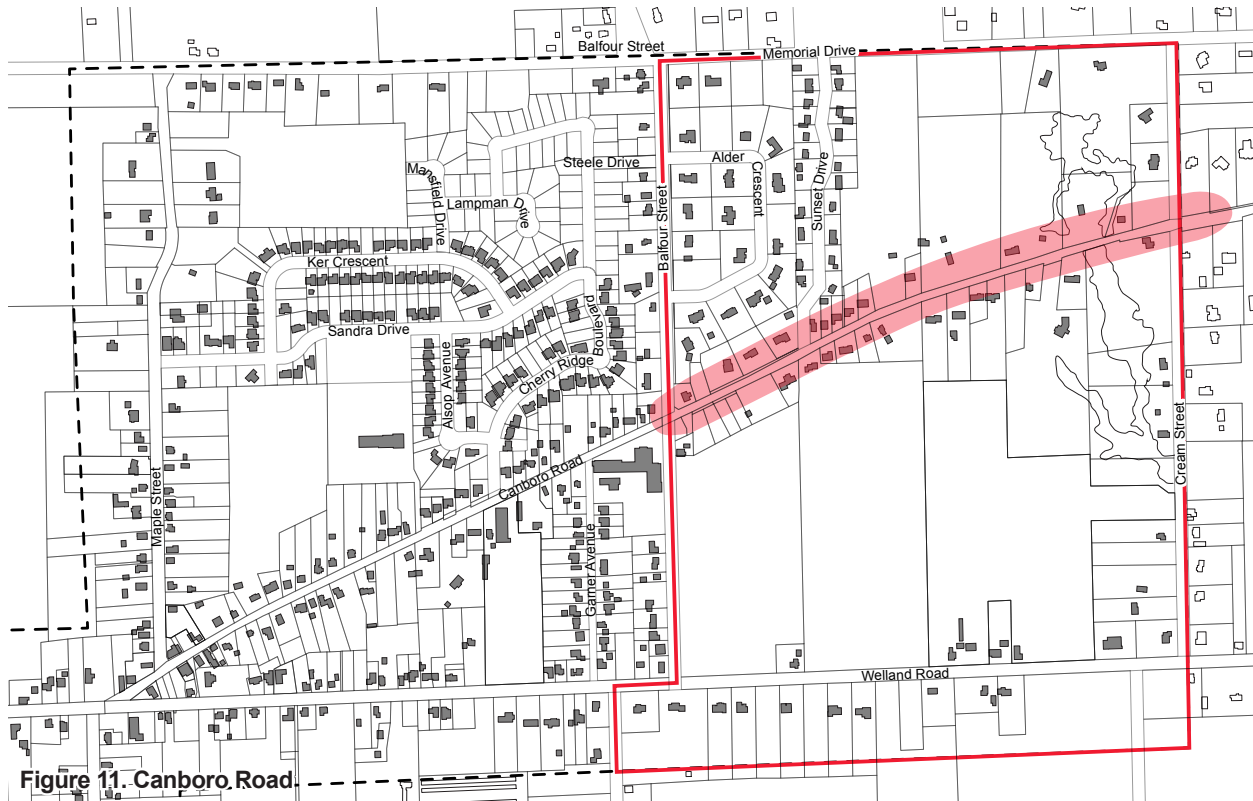 Balfour Street
Memorial Drive
Steele Drive
Alder
Crescent
Mansfield Drive
Lampman Drive
Balfour Street
Sunset Drive
Ker Crescent
Sandra Drive
Boulevard
Cherry Ridge
Alsop Avenue
Canboro Road
Cream Street
Maple Street
Garner Avenue
Welland Road
Figure 11. Canboro Road